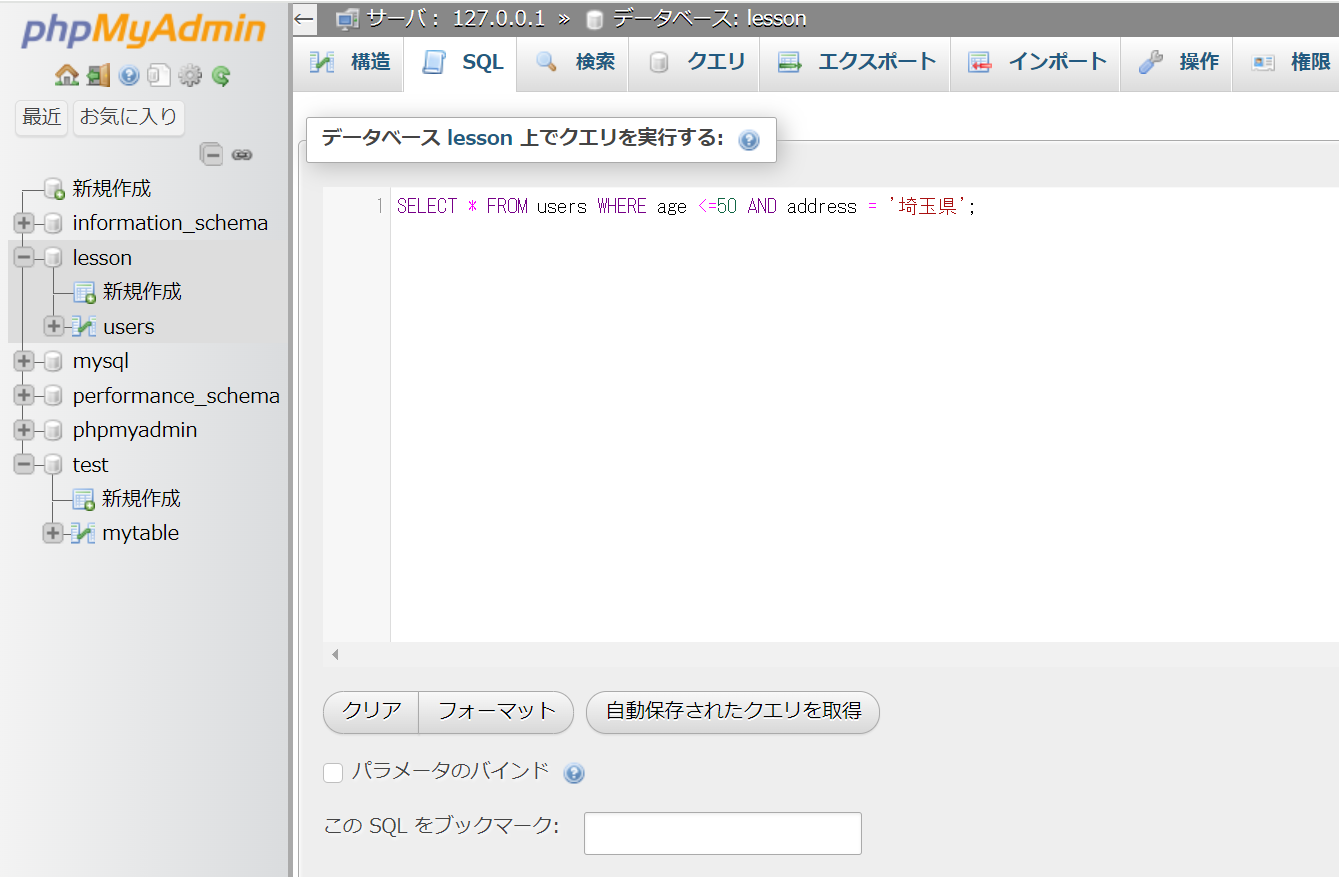 phpMyAdmin
最近 お気に入り
新規作成
information_schema
lesson
新規作成
users
mysql
performance_schema
phpmyadmin
test
新規作成
mytable
サーバ: 127.0.0.1 » データベース: lesson
構造 SQL 検索 クエリ エクスポート インポート 操作 権限
データベース lesson 上でクエリを実行する:
1 SELECT * FROM users WHERE age <=50 AND address = '埼玉県';
クリア フォーマット 自動保存されたクエリを取得
パラメータのバインド
この SQL をブックマーク: